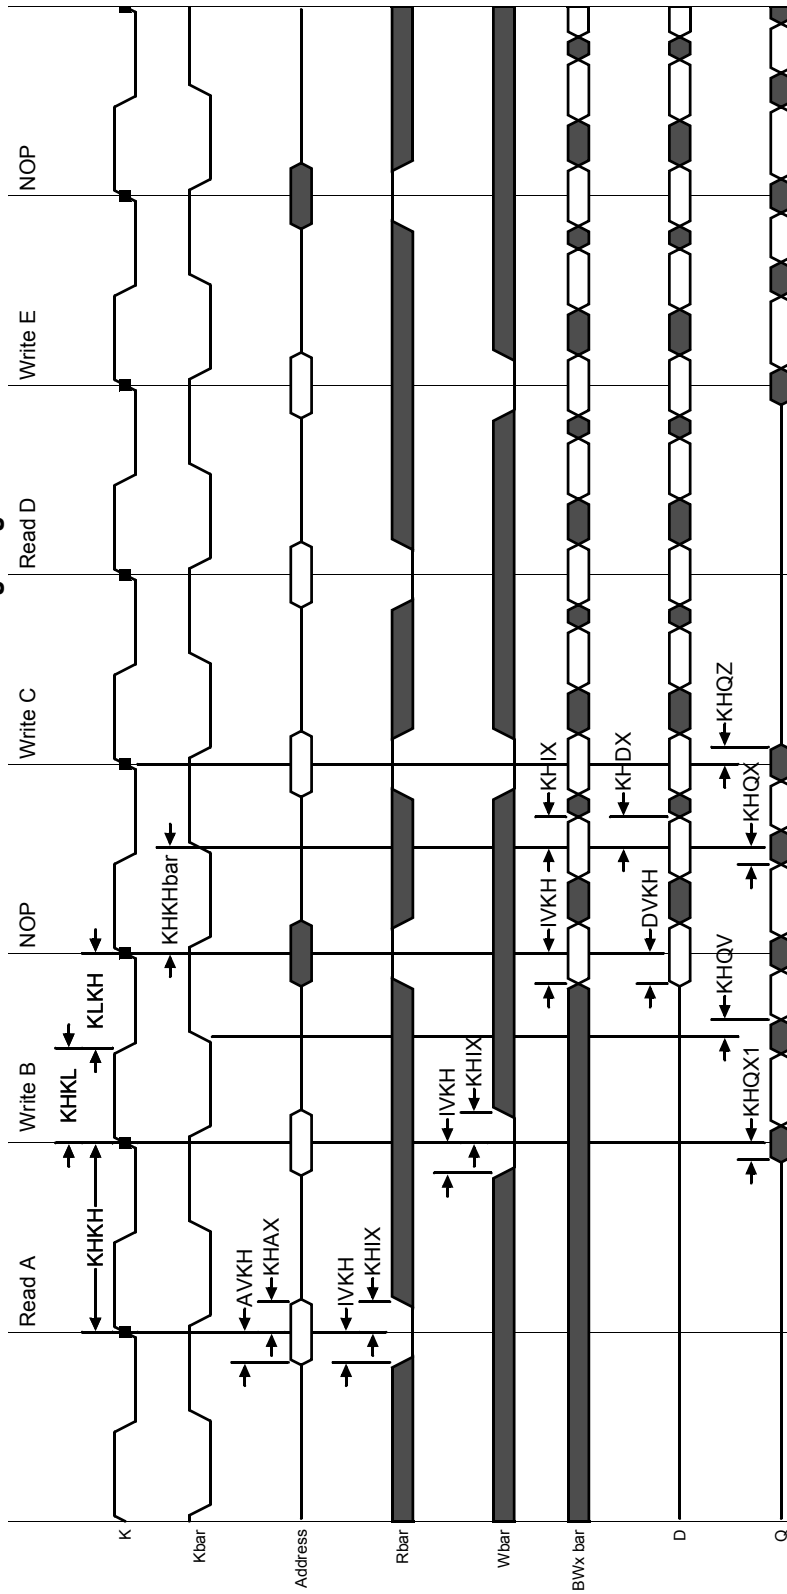 Read A
Write B
NOP
Write C
Read D
Write E
NOP
K
KHKH
KHKL
KLKH
Kbar
KHKHbar
Address
AVKH
KHAX
Rbar
IVKH
KHIX
Wbar
IVKH
KHIX
BWx bar
IVKH
KHIX
D
DVKH
KHDX
Q
KHQX1
KHQV
KHQX
KHQZ